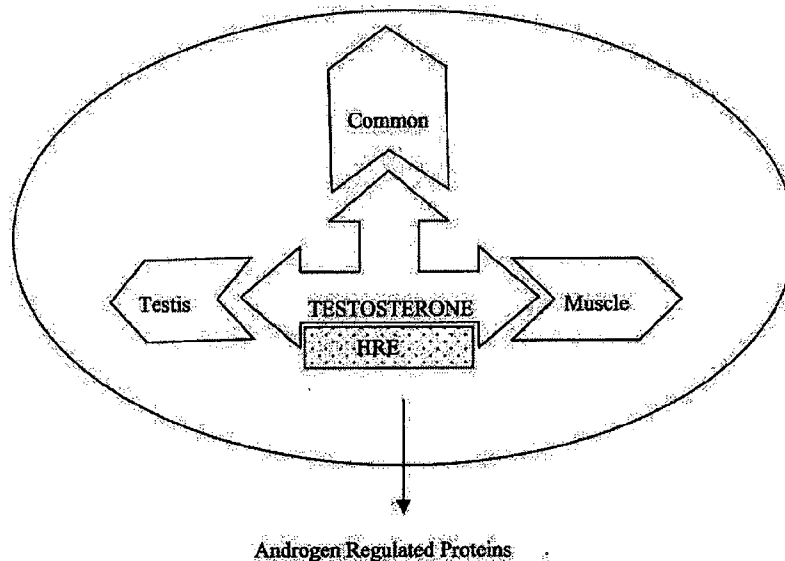 Common
Testis
TESTOSTERONE
Muscle
HRE
Androgen Regulated Proteins